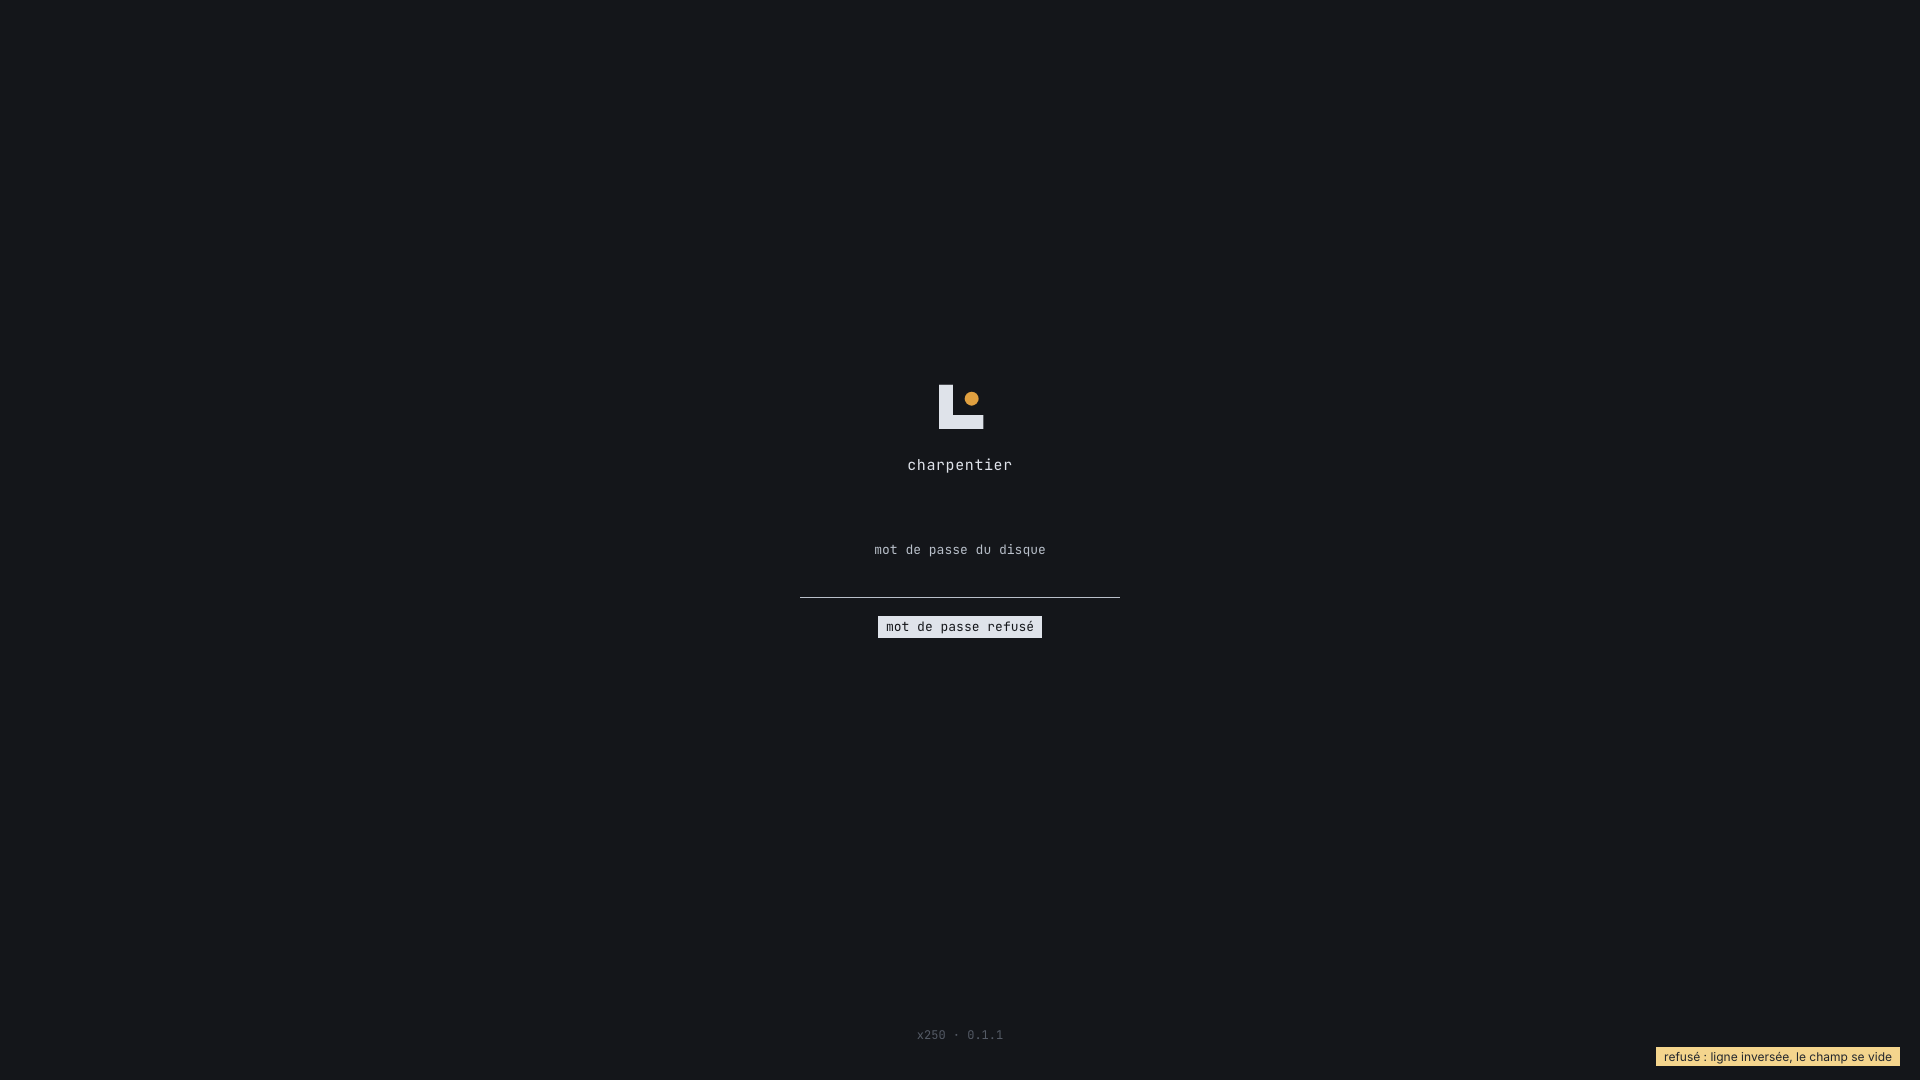 charpentier
mot de passe du disque
mot de passe refusé
x250 · 0.1.1
refusé : ligne inversée, le champ se vide